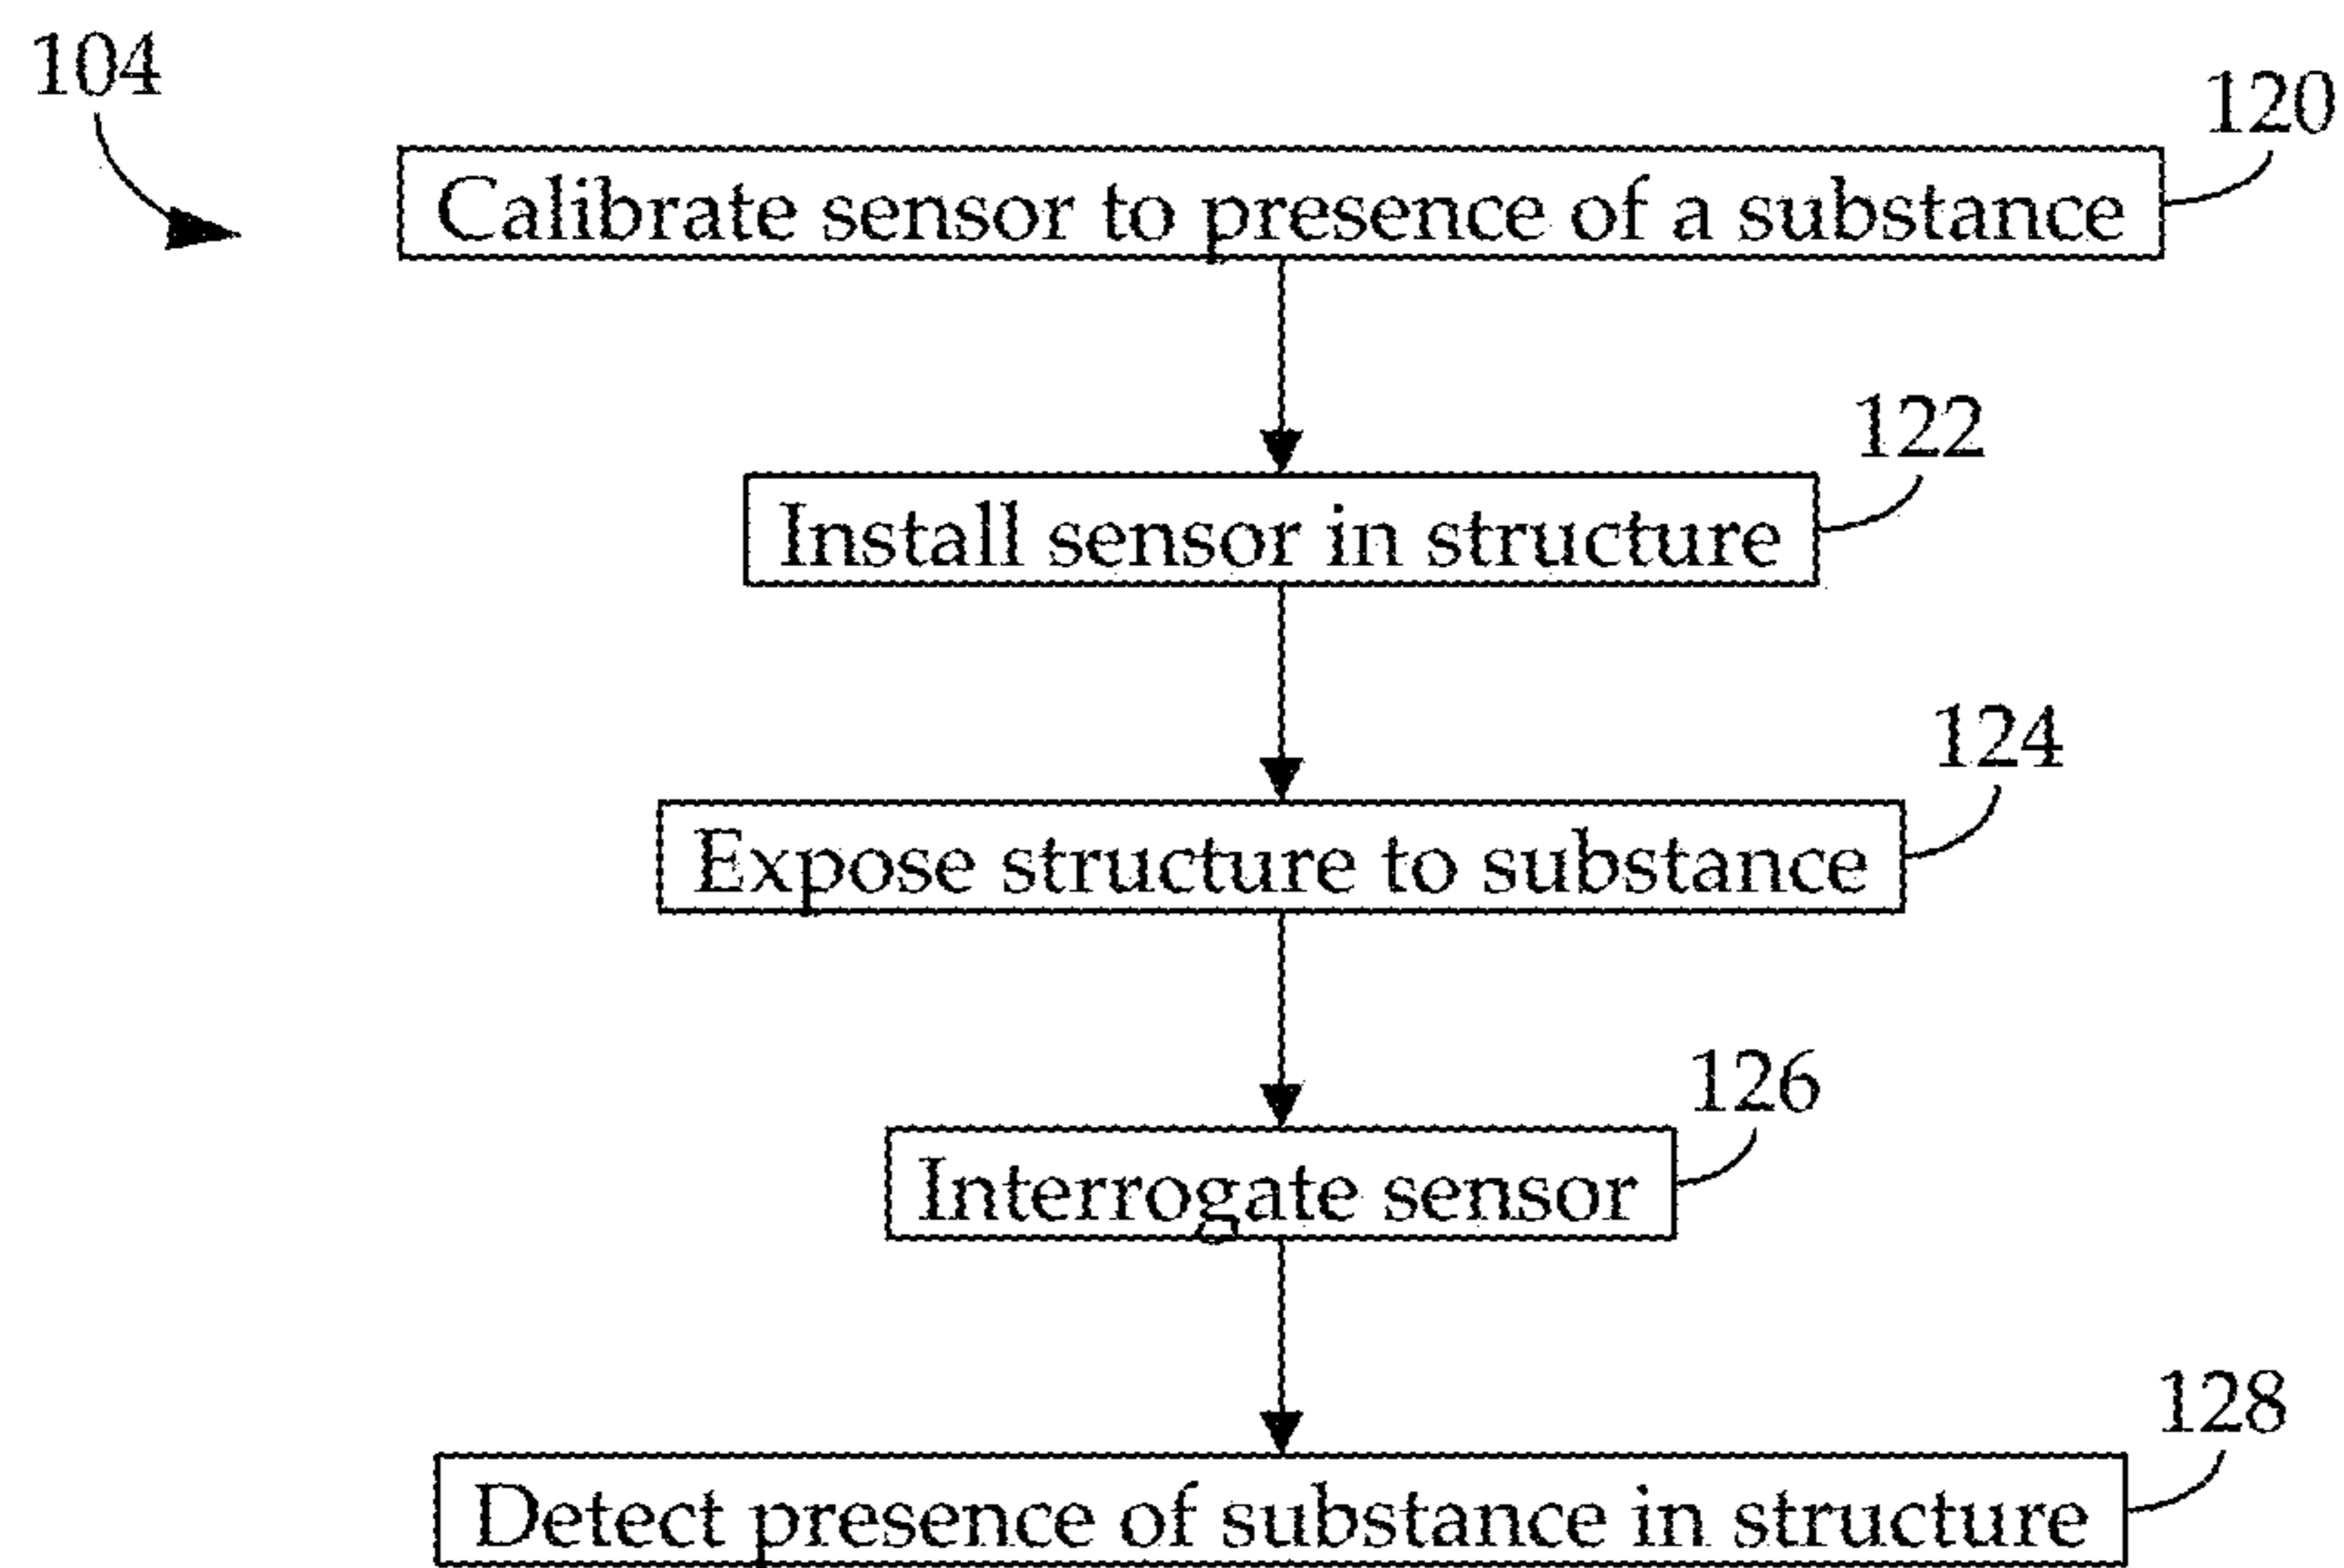 104
120
Calibrate sensor to presence of a substance
122
Install sensor in structure
124
Expose structure to substance
126
Interrogate sensor
128
Detect presence of substance in structure